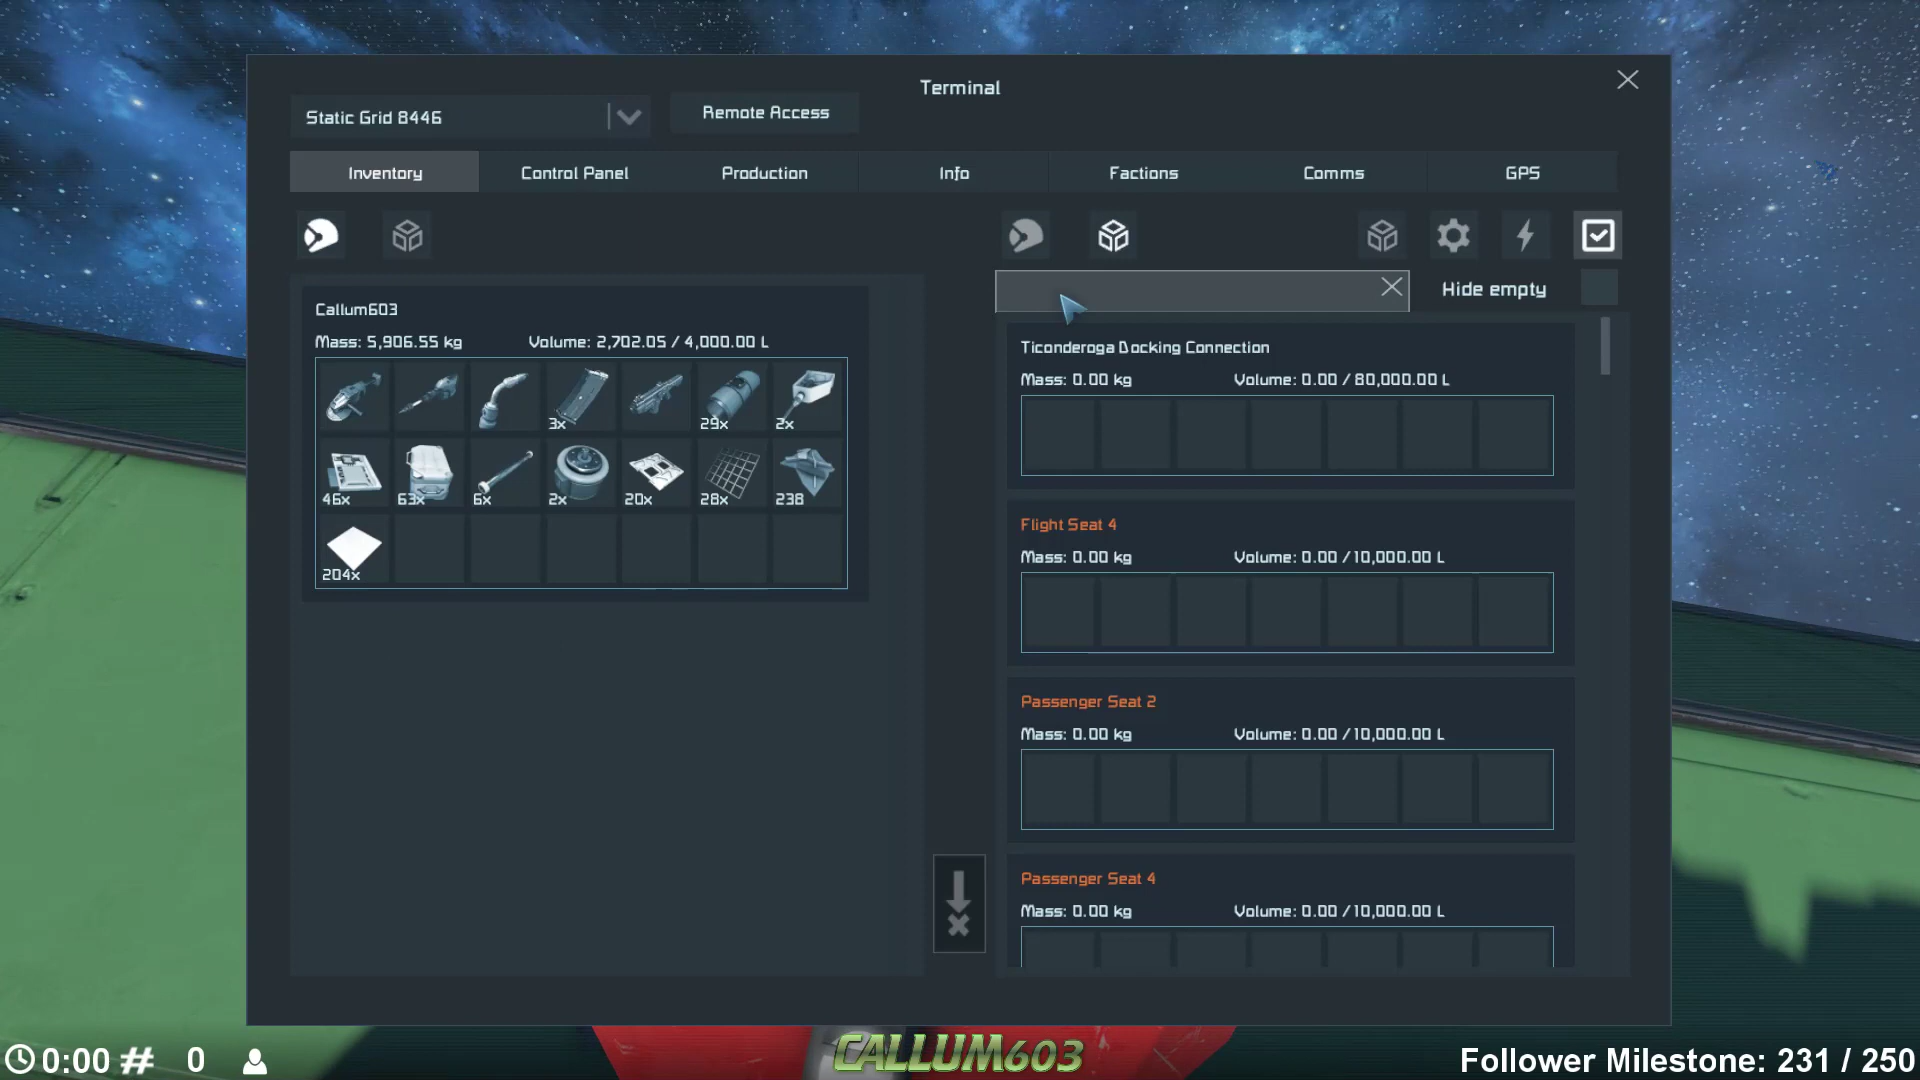 Terminal
Static Grid 8446
Remote Access
Inventory
Control Panel
Production
Info
Factions
Comms
GPS
Hide empty
Callum603
Mass: 5,906.55 kg
Volume: 2,702.05 / 4,000.00 L
3x
29x
2x
46x
63x
6x
2x
20x
28x
238
204x
Ticonderoga Docking Connection
Mass: 0.00 kg
Volume: 0.00 / 80,000.00 L
Flight Seat 4
Mass: 0.00 kg
Volume: 0.00 / 10,000.00 L
Passenger Seat 2
Mass: 0.00 kg
Volume: 0.00 / 10,000.00 L
Passenger Seat 4
Mass: 0.00 kg
Volume: 0.00 / 10,000.00 L
0:00 # 0
CALLUM603
Follower Milestone: 231 / 250